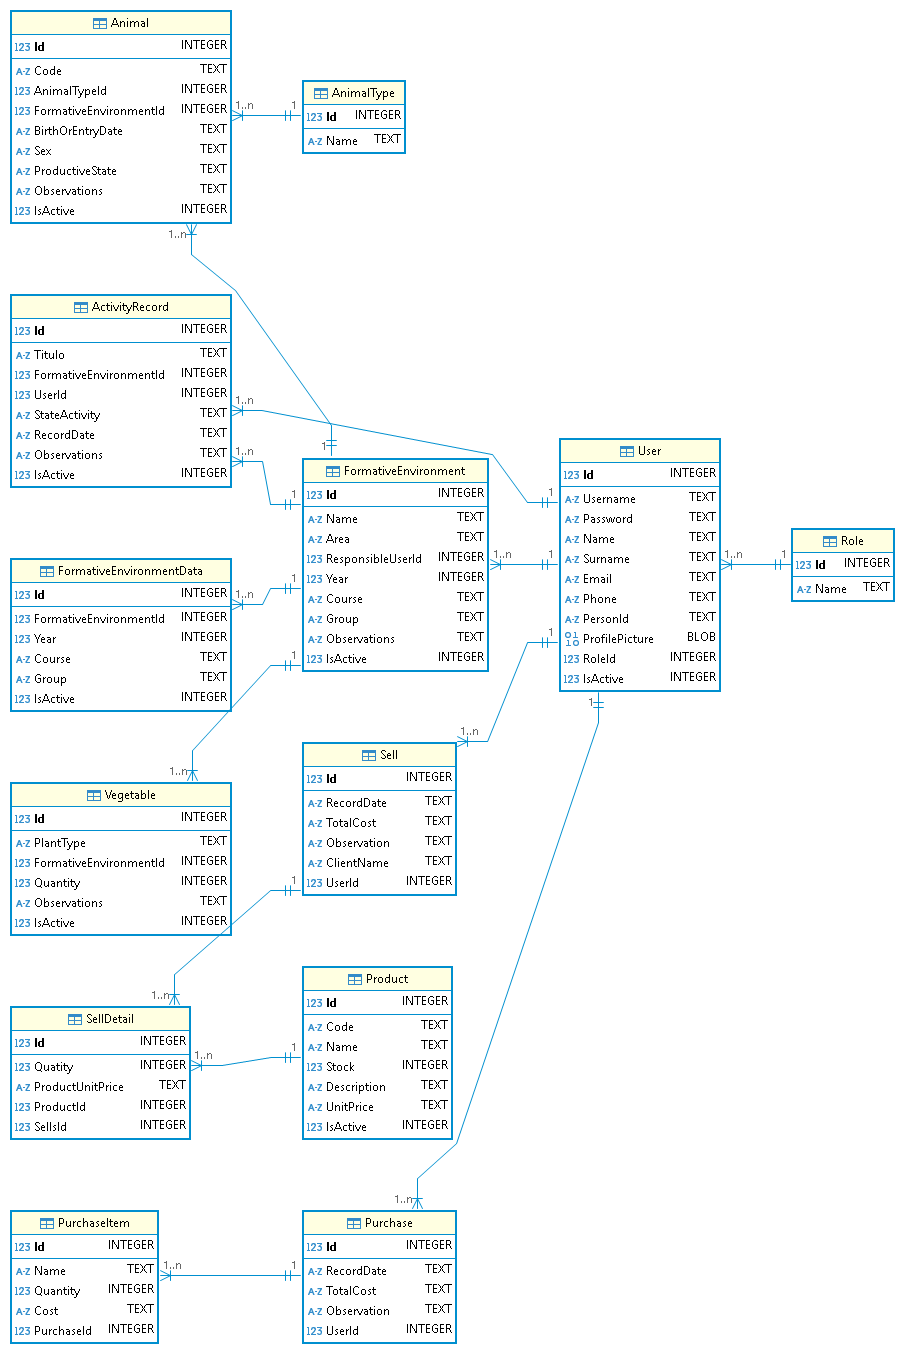 Animal
123 Id INTEGER
A-Z Code TEXT
123 AnimalTypeId INTEGER
123 FormativeEnvironmentId INTEGER
A-Z BirthOrEntryDate TEXT
A-Z Sex TEXT
A-Z ProductiveState TEXT
A-Z Observations TEXT
123 IsActive INTEGER
1..n
1
AnimalType
123 Id INTEGER
A-Z Name TEXT
1..n
1
ActivityRecord
123 Id INTEGER
A-Z Titulo TEXT
123 FormativeEnvironmentId INTEGER
123 UserId INTEGER
A-Z StateActivity TEXT
A-Z RecordDate TEXT
A-Z Observations TEXT
123 IsActive INTEGER
1..n
1
1..n
1
FormativeEnvironment
123 Id INTEGER
A-Z Name TEXT
A-Z Area TEXT
123 ResponsibleUserId INTEGER
123 Year INTEGER
A-Z Course TEXT
A-Z Group TEXT
A-Z Observations TEXT
123 IsActive INTEGER
1..n
1
User
123 Id INTEGER
A-Z Username TEXT
A-Z Password TEXT
A-Z Name TEXT
A-Z Surname TEXT
A-Z Email TEXT
A-Z Phone TEXT
A-Z PersonId TEXT
ProfilePicture BLOB
123 RoleId INTEGER
123 IsActive INTEGER
1..n
1
Role
123 Id INTEGER
A-Z Name TEXT
FormativeEnvironmentData
123 Id INTEGER
123 FormativeEnvironmentId INTEGER
123 Year INTEGER
A-Z Course TEXT
A-Z Group TEXT
123 IsActive INTEGER
1..n
1
1
1..n
Vegetable
123 Id INTEGER
A-Z PlantType TEXT
123 FormativeEnvironmentId INTEGER
123 Quantity INTEGER
A-Z Observations TEXT
123 IsActive INTEGER
1
1..n
Sell
123 Id INTEGER
A-Z RecordDate TEXT
A-Z TotalCost TEXT
A-Z Observation TEXT
A-Z ClientName TEXT
123 UserId INTEGER
1
1..n
SellDetail
123 Id INTEGER
123 Quatity INTEGER
A-Z ProductUnitPrice TEXT
123 ProductId INTEGER
123 SellsId INTEGER
1..n
1
Product
123 Id INTEGER
A-Z Code TEXT
A-Z Name TEXT
123 Stock INTEGER
A-Z Description TEXT
A-Z UnitPrice TEXT
123 IsActive INTEGER
1
1..n
PurchaseItem
123 Id INTEGER
A-Z Name TEXT
123 Quantity INTEGER
A-Z Cost TEXT
123 PurchaseId INTEGER
1..n
1
Purchase
123 Id INTEGER
A-Z RecordDate TEXT
A-Z TotalCost TEXT
A-Z Observation TEXT
123 UserId INTEGER